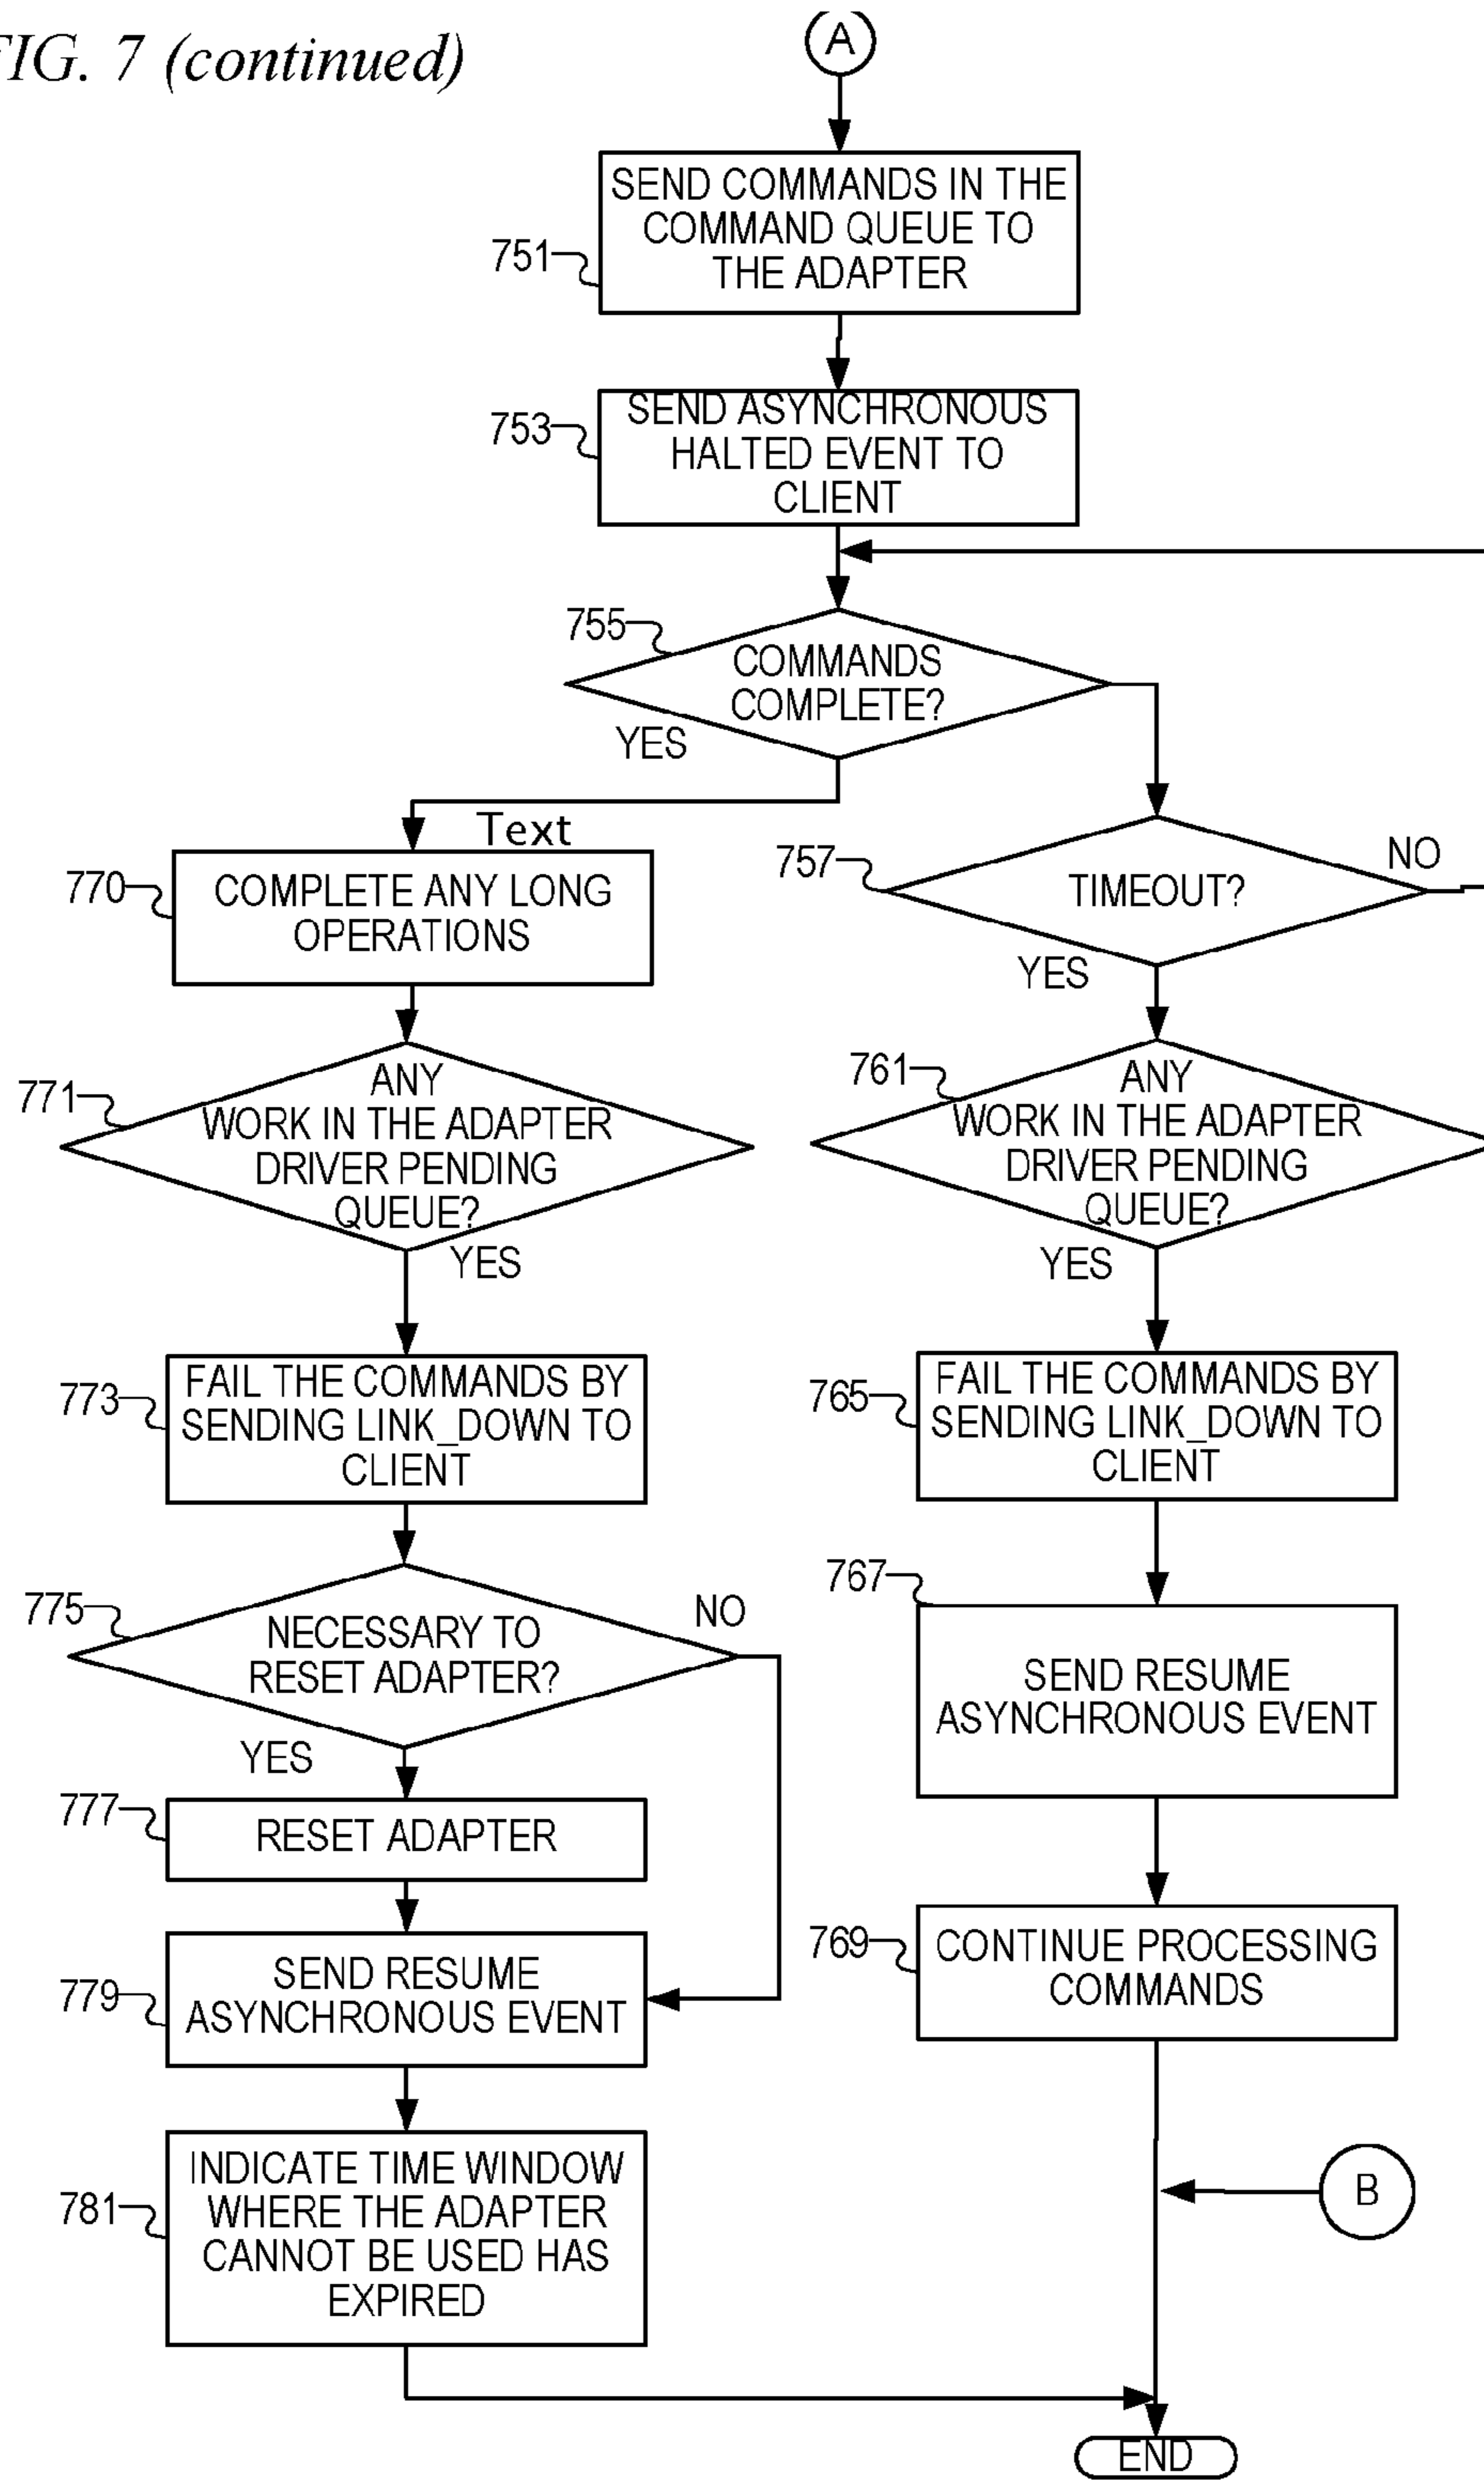 FIG. 7 (continued)
A
SEND COMMANDS IN THE
COMMAND QUEUE TO
THE ADAPTER
751
SEND ASYNCHRONOUS
HALTED EVENT TO
CLIENT
753
755
COMMANDS
COMPLETE?
YES
Text
770
COMPLETE ANY LONG
OPERATIONS
757
TIMEOUT?
NO
YES
771
ANY
WORK IN THE ADAPTER
DRIVER PENDING
QUEUE?
YES
761
ANY
WORK IN THE ADAPTER
DRIVER PENDING
QUEUE?
YES
773
FAIL THE COMMANDS BY
SENDING LINK_DOWN TO
CLIENT
765
FAIL THE COMMANDS BY
SENDING LINK_DOWN TO
CLIENT
775
NECESSARY TO
RESET ADAPTER?
NO
YES
767
SEND RESUME
ASYNCHRONOUS EVENT
777
RESET ADAPTER
779
SEND RESUME
ASYNCHRONOUS EVENT
769
CONTINUE PROCESSING
COMMANDS
781
INDICATE TIME WINDOW
WHERE THE ADAPTER
CANNOT BE USED HAS
EXPIRED
B
END